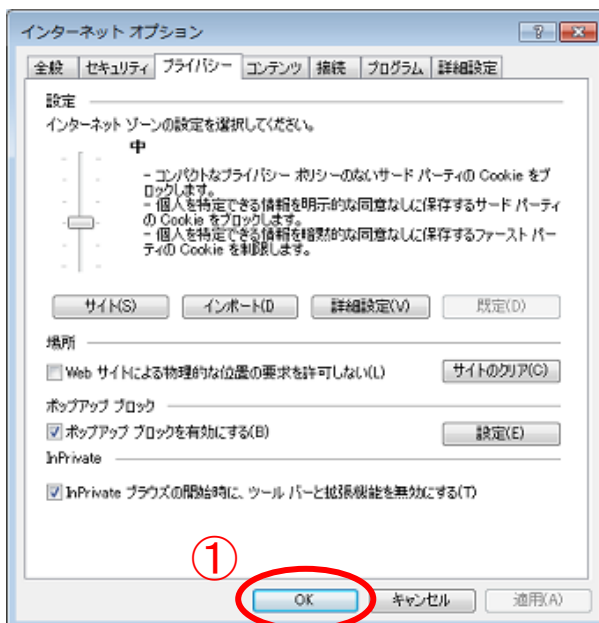 インターネット オプション
全般 セキュリティ プライバシー コンテンツ 接続 プログラム 詳細設定
設定
インターネット ゾーンの設定を選択してください。
中
- コンパクトなプライバシー ポリシーのないサード パーティの Cookie をブ
ロックします。
- 個人を特定できる情報を明示的な同意なしに保存するサード パーティ
の Cookie をブロックします。
- 個人を特定できる情報を暗黙的な同意なしに保存するファースト パー
ティの Cookie を制限します。
サイト(S) インポート(I) 詳細設定(V) 既定(D)
場所
Web サイトによる物理的な位置の要求を許可しない(L) サイトのクリア(C)
ポップアップ ブロック
ポップアップ ブロックを有効にする(B) 設定(E)
InPrivate
InPrivate ブラウズの開始時に、ツール バーと拡張機能を無効にする(T)
①
OK キャンセル 適用(A)